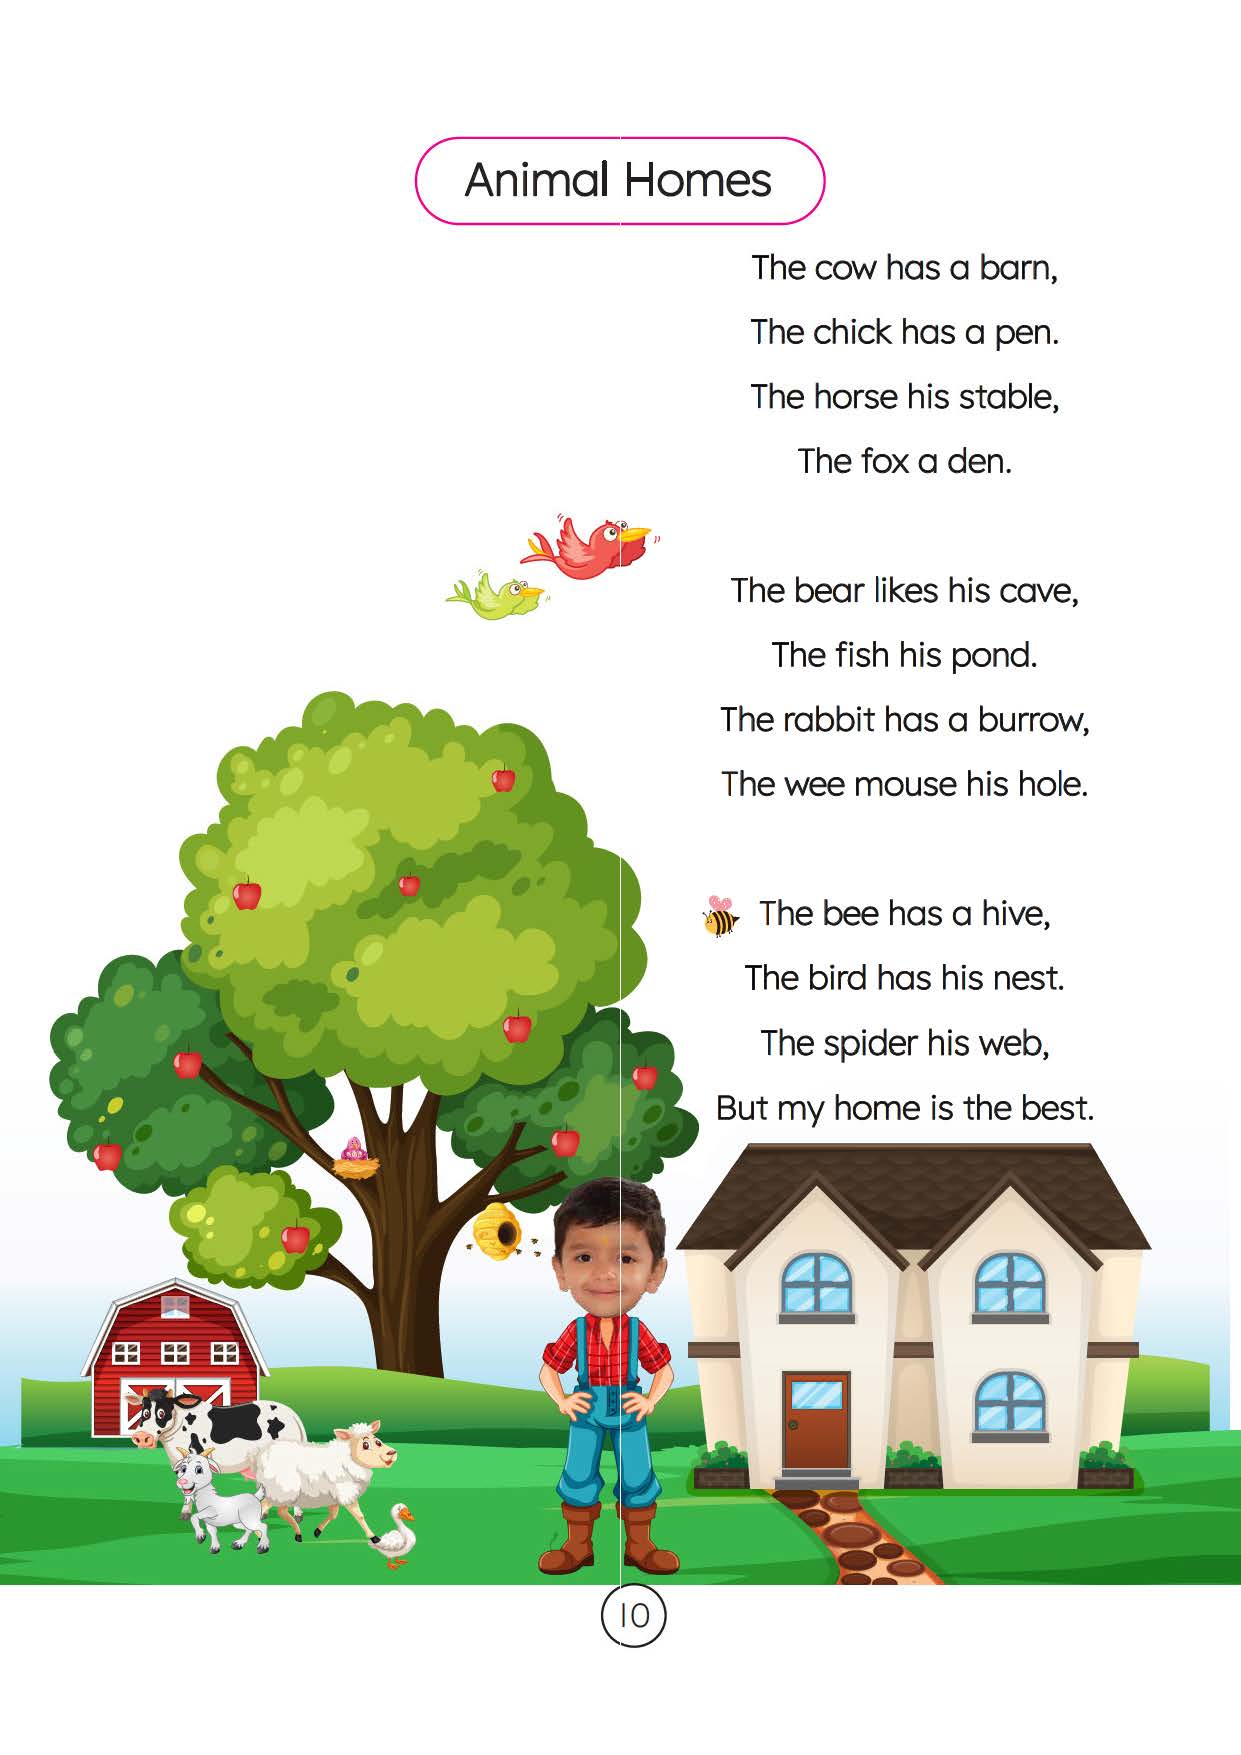 Animal Homes
The cow has a barn,
The chick has a pen.
The horse his stable,
The fox a den.
The bear likes his cave,
The fish his pond.
The rabbit has a burrow,
The wee mouse his hole.
The bee has a hive,
The bird has his nest.
The spider his web,
But my home is the best.
10